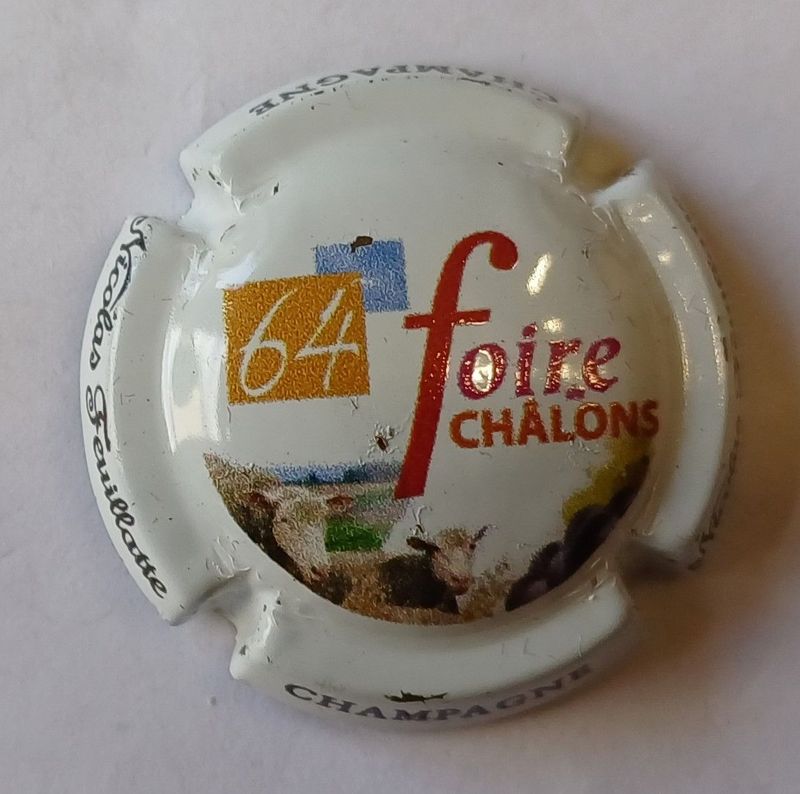 CHAMPAGNE
Nicolas Feuillatte
64
foire
CHÂLONS
CHAMPAGNE